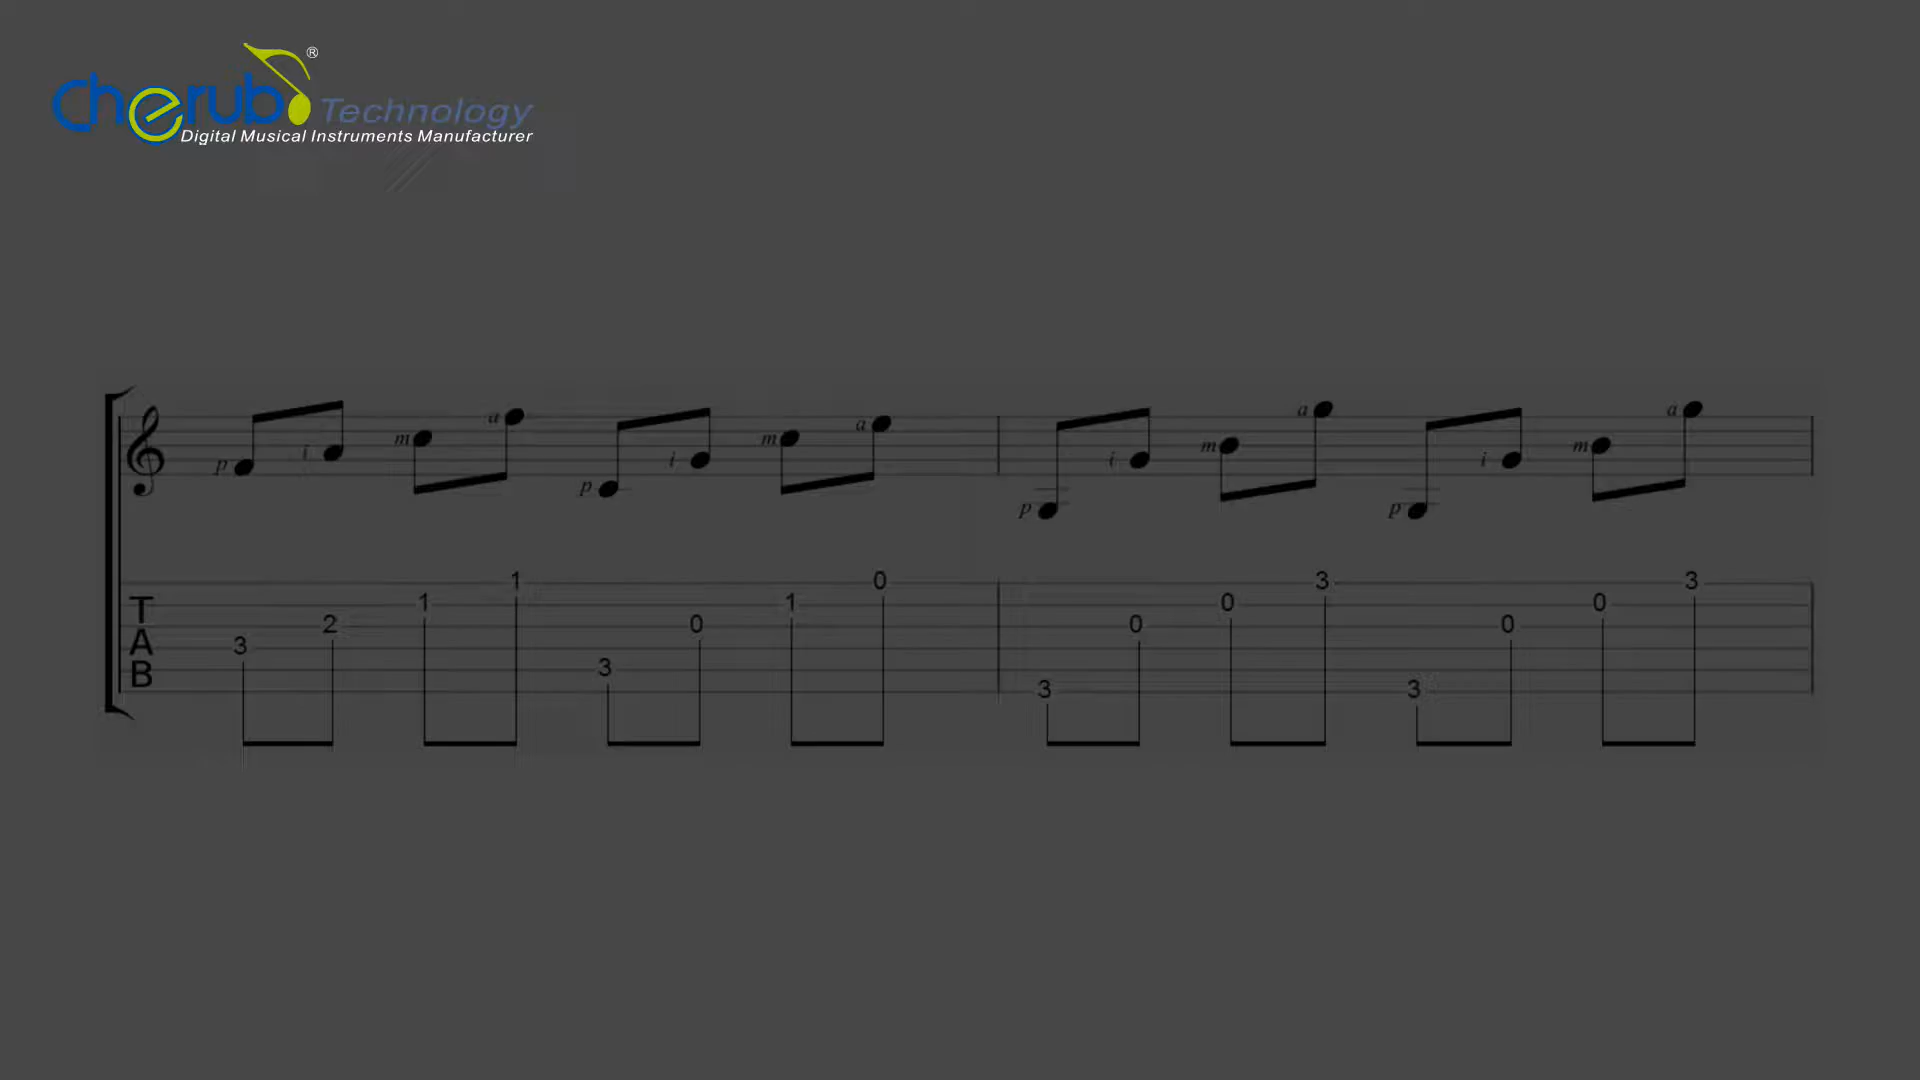 cherub ®
Technology
Digital Musical Instruments Manufacturer
p i m a p i m a p i m a p i m a
T
A
B
1 0 3 3
1 1 0 0
2 0 0 0
3
3
3 3